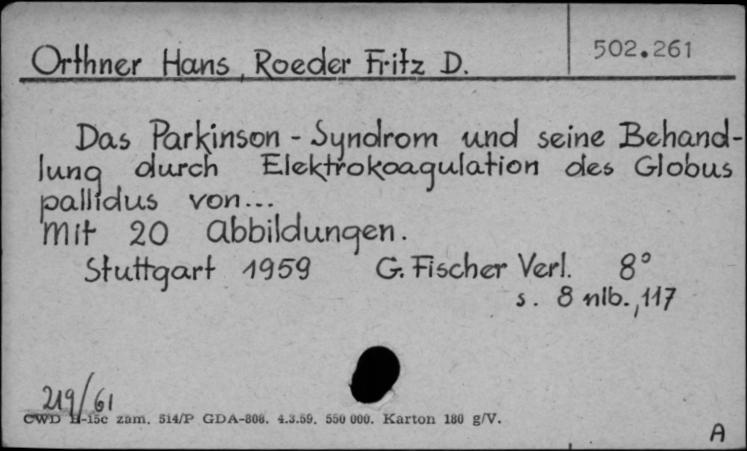 502.261
Orthner Hans, Roeder Fritz D.
Das Parkinson - Syndrom und seine Behand-
lung durch Elektrokoagulation des Globus
pallidus von...
Mit 20 Abbildungen.
Stuttgart 1959 G. Fischer Verl. 8°
s. 8 nlb., 117
219/61
CWD H-15c zam. 514/P GDA-808. 4.3.59. 550 000. Karton 180 g/V.
A